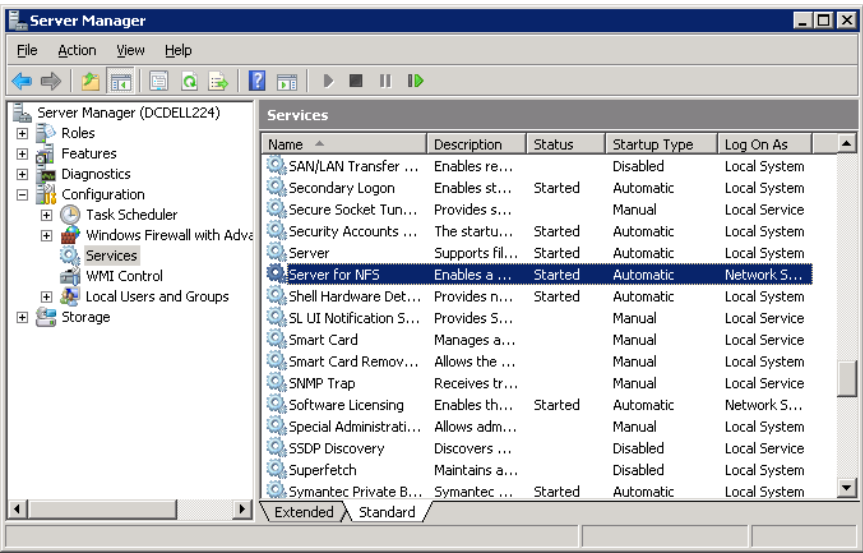 Server Manager
File Action View Help
Server Manager (DCDELL224)
Roles
Features
Diagnostics
Configuration
Task Scheduler
Windows Firewall with Adva
Services
WMI Control
Local Users and Groups
Storage
Services
Name Description Status Startup Type Log On As
SAN/LAN Transfer ... Enables re... Disabled Local System
Secondary Logon Enables st... Started Automatic Local System
Secure Socket Tun... Provides s... Manual Local Service
Security Accounts ... The startu... Started Automatic Local System
Server Supports fil... Started Automatic Local System
Server for NFS Enables a ... Started Automatic Network S...
Shell Hardware Det... Provides n... Started Automatic Local System
SL UI Notification S... Provides S... Manual Local Service
Smart Card Manages a... Manual Local Service
Smart Card Remov... Allows the ... Manual Local System
SNMP Trap Receives tr... Manual Local Service
Software Licensing Enables th... Started Automatic Network S...
Special Administrati... Allows adm... Manual Local System
SSDP Discovery Discovers ... Disabled Local Service
Superfetch Maintains a... Disabled Local System
Symantec Private B... Symantec ... Started Automatic Local System
Extended Standard